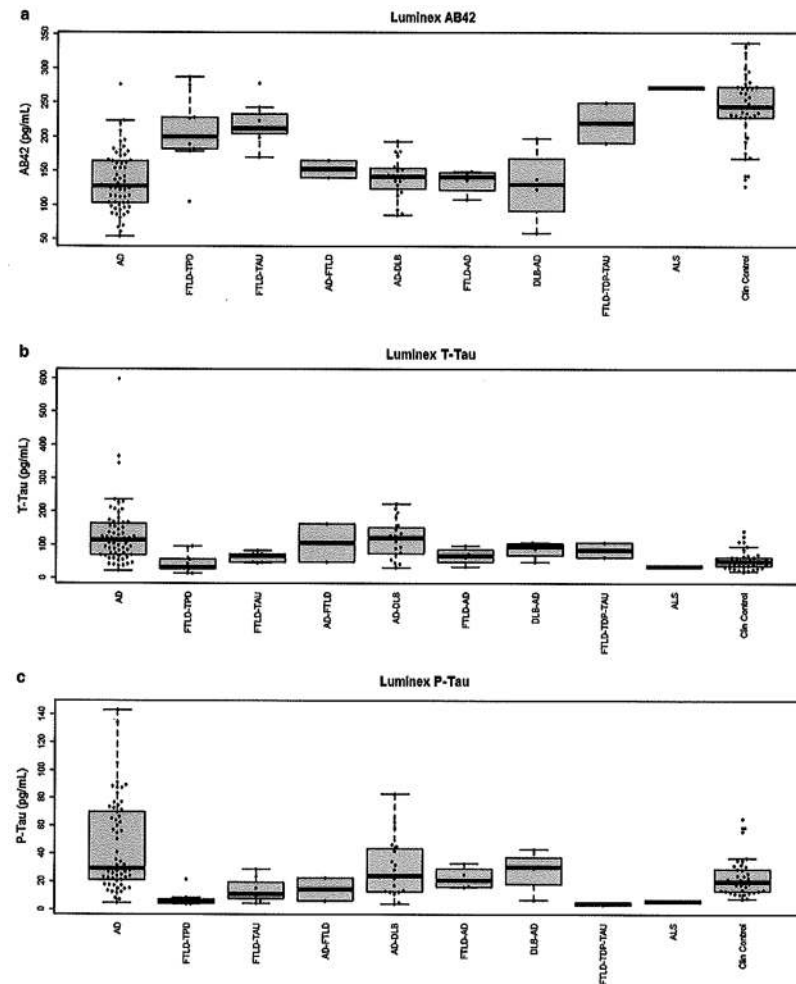 a
Luminex AB42
AB42 (pg/mL)
350
300
250
200
150
100
50
AD
FTLD-TPD
FTLD-TAU
AD-FTLD
AD-DLB
FTLD-AD
DLB-AD
FTLD-TDP-TAU
ALS
Clin Control
b
Luminex T-Tau
T-Tau (pg/mL)
600
500
400
300
200
100
0
AD
FTLD-TPD
FTLD-TAU
AD-FTLD
AD-DLB
FTLD-AD
DLB-AD
FTLD-TDP-TAU
ALS
Clin Control
c
Luminex P-Tau
P-Tau (pg/mL)
140
120
100
80
60
40
20
0
AD
FTLD-TPD
FTLD-TAU
AD-FTLD
AD-DLB
FTLD-AD
DLB-AD
FTLD-TDP-TAU
ALS
Clin Control